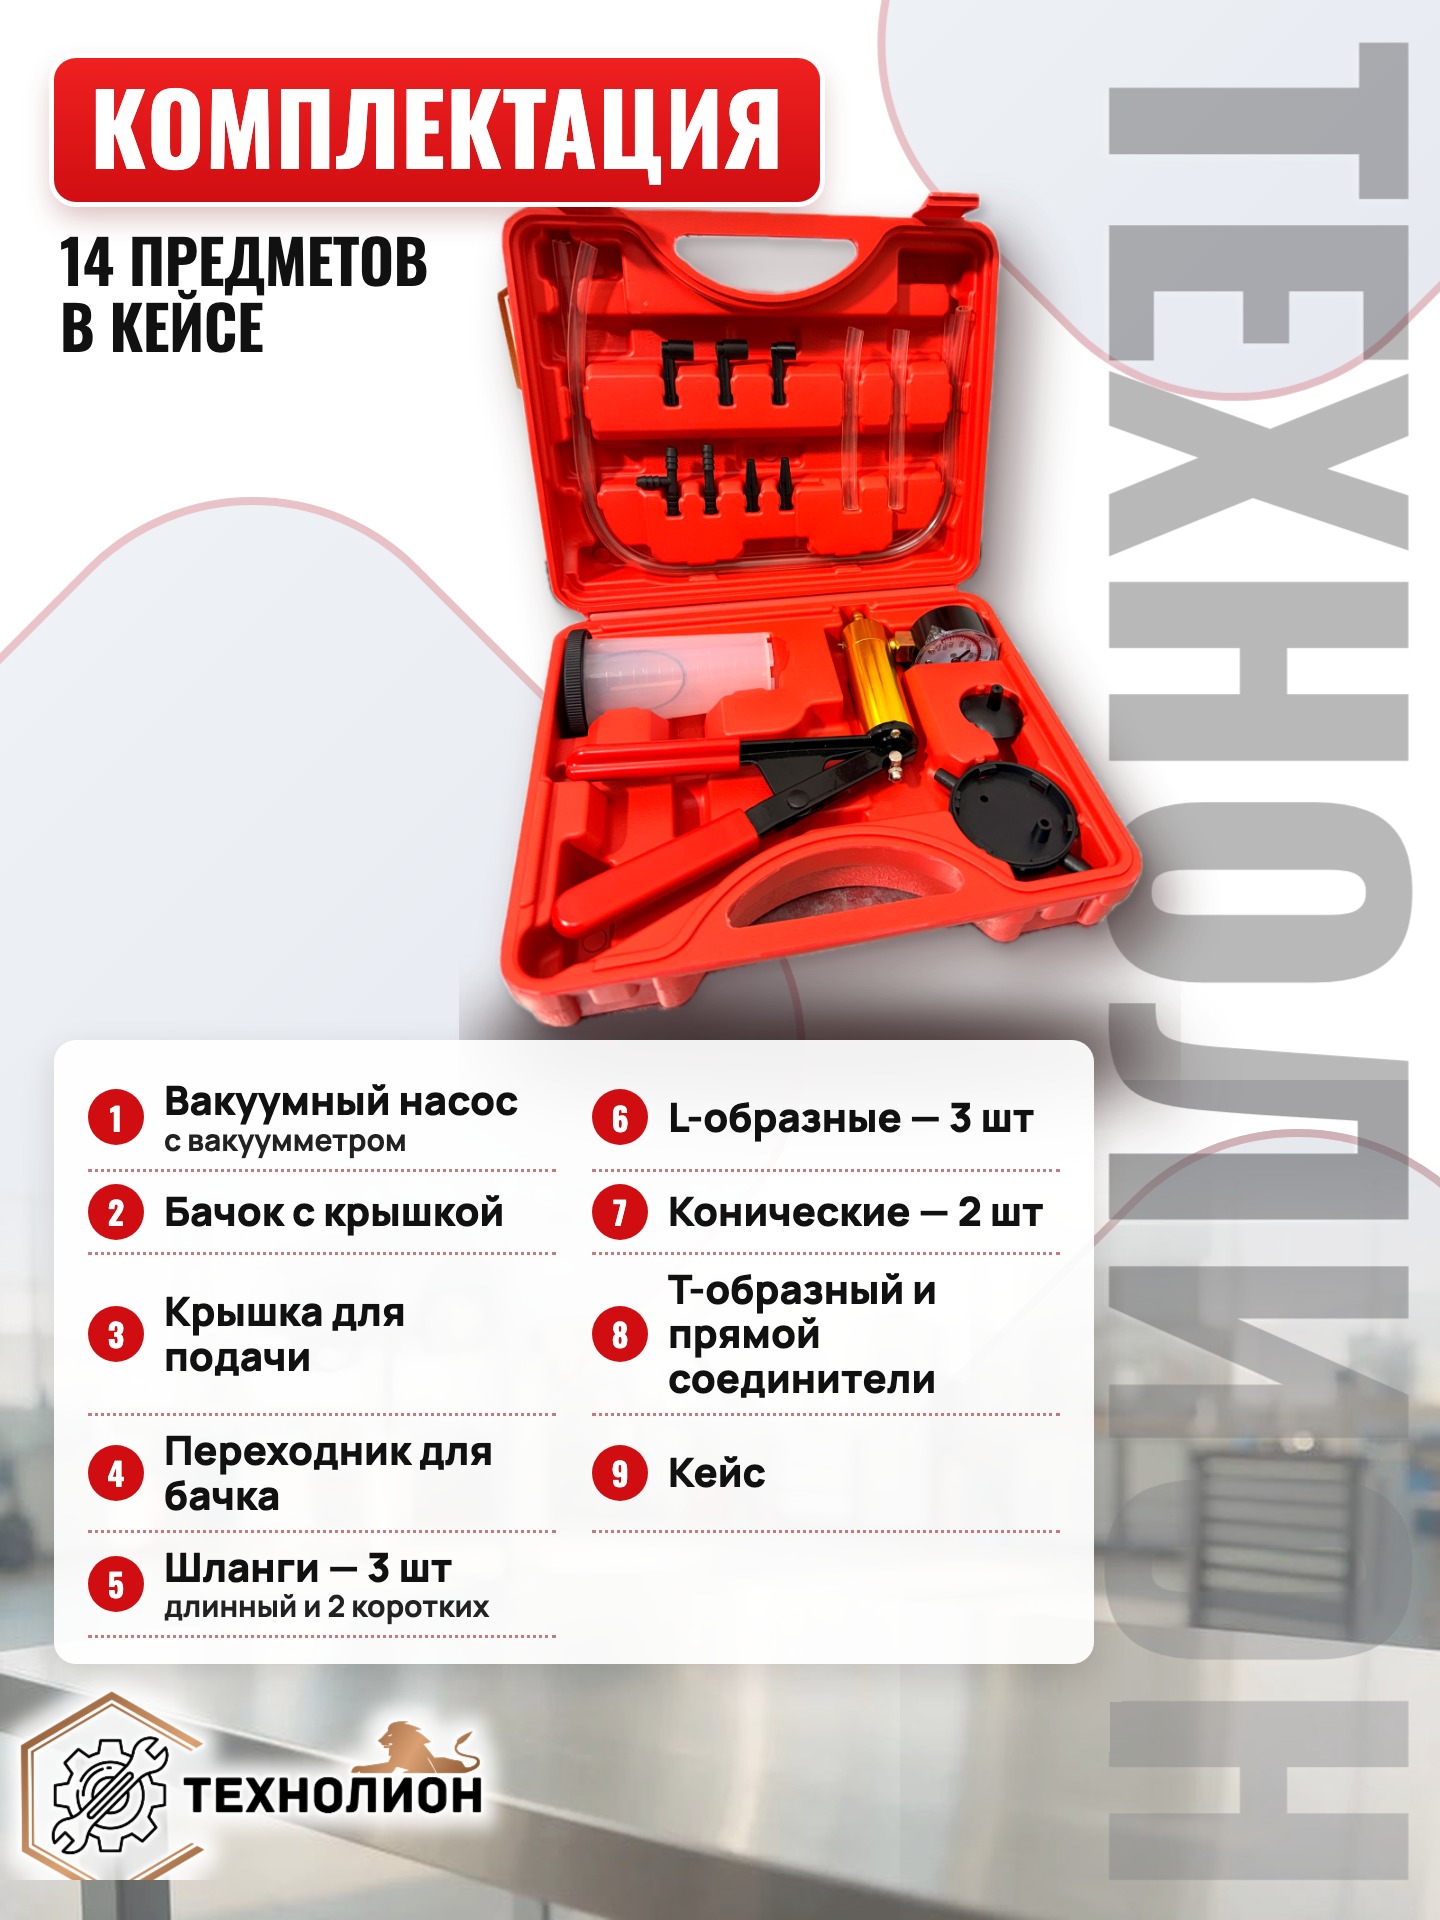 КОМПЛЕКТАЦИЯ
14 ПРЕДМЕТОВ
В КЕЙСЕ
1 Вакуумный насос
с вакуумметром
2 Бачок с крышкой
3 Крышка для
подачи
4 Переходник для
бачка
5 Шланги — 3 шт
длинный и 2 коротких
6 L-образные — 3 шт
7 Конические — 2 шт
8 Т-образный и
прямой
соединители
9 Кейс
ТЕХНОЛИОН
ТЕХНОЛИОН